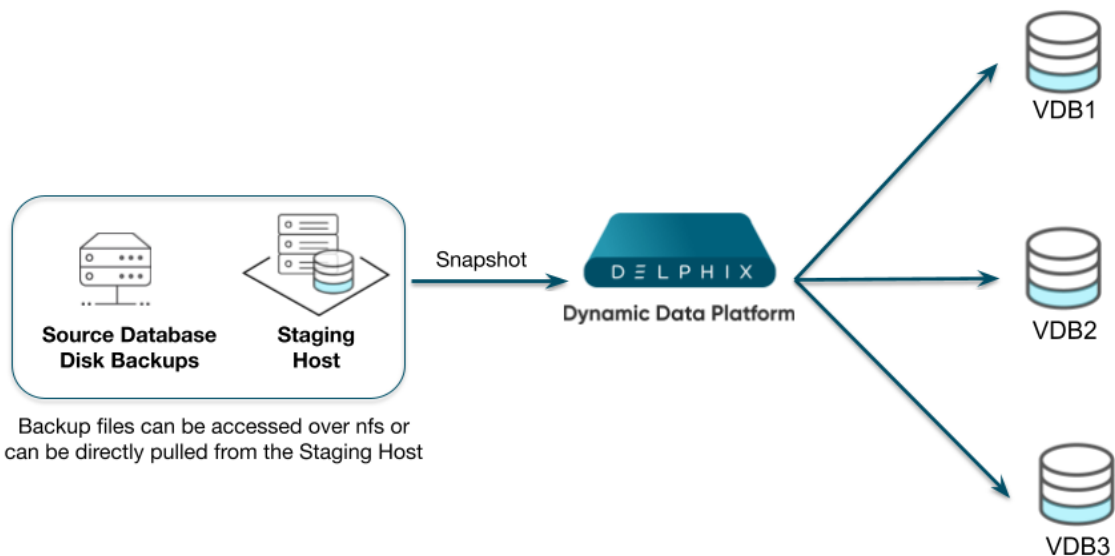 VDB1
Snapshot
DELPHIX
Dynamic Data Platform
Source Database
Disk Backups
Staging
Host
VDB2
Backup files can be accessed over nfs or
can be directly pulled from the Staging Host
VDB3